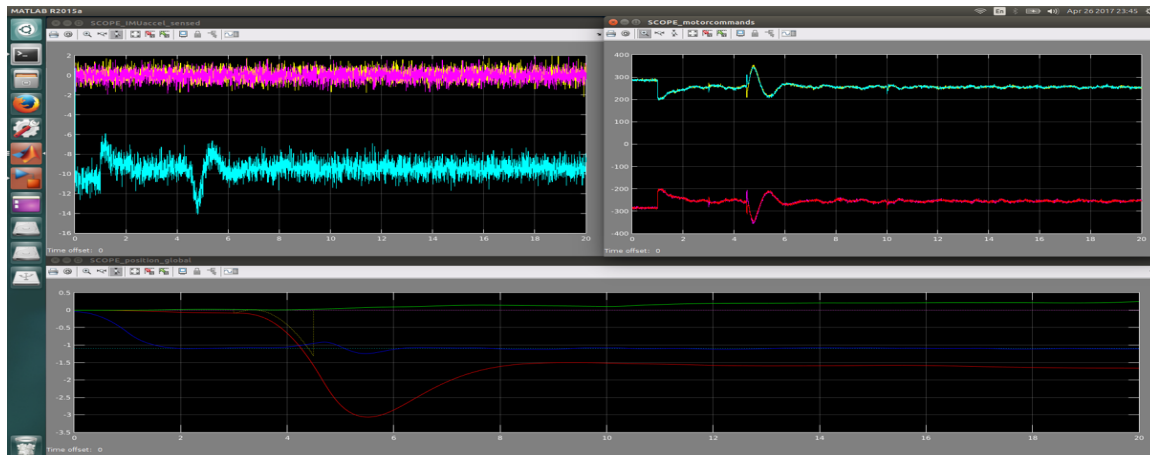 MATLAB R2015a
En
Apr 26 2017 23:45
SCOPE_IMUaccel_sensed
2
0
-2
-4
-6
-8
-10
-12
-14
-16
0 2 4 6 8 10 12 14 16 18 20
Time offset: 0
SCOPE_motorcommands
400
300
200
100
0
-100
-200
-300
-400
0 2 4 6 8 10 12 14 16 18 20
Time offset: 0
SCOPE_position_global
0.5
0
-0.5
-1
-1.5
-2
-2.5
-3
-3.5
0 2 4 6 8 10 12 14 16 18 20
Time offset: 0